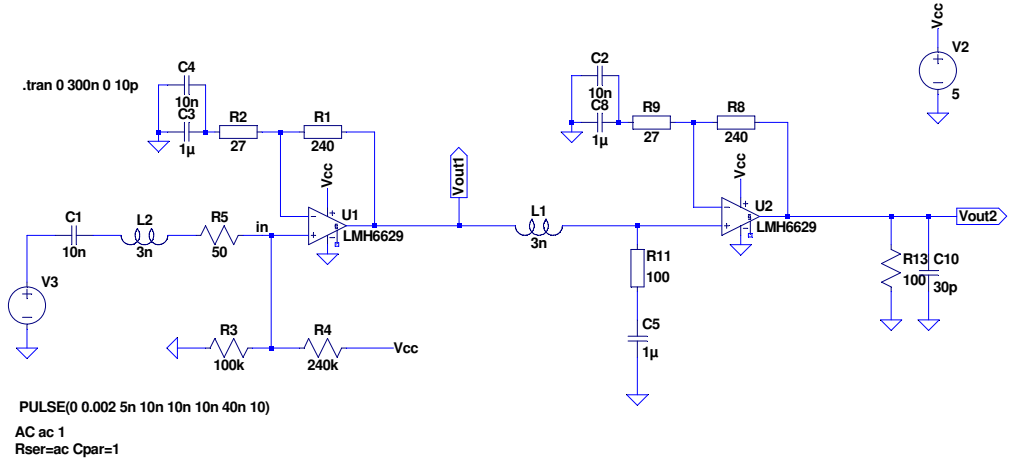 .tran 0 300n 0 10p
C4
10n
C3
1µ
R2
27
R1
240
Vcc
U1
LMH6629
C1
10n
L2
3n
R5
50
in
V3
R3
100k
R4
240k
Vcc
Vout1
L1
3n
C2
10n
C8
1µ
R9
27
R8
240
Vcc
U2
LMH6629
R11
100
C5
1µ
R13
100
C10
30p
Vout2
Vcc
V2
5
PULSE(0 0.002 5n 10n 10n 10n 40n 10)
AC ac 1
Rser=ac Cpar=1